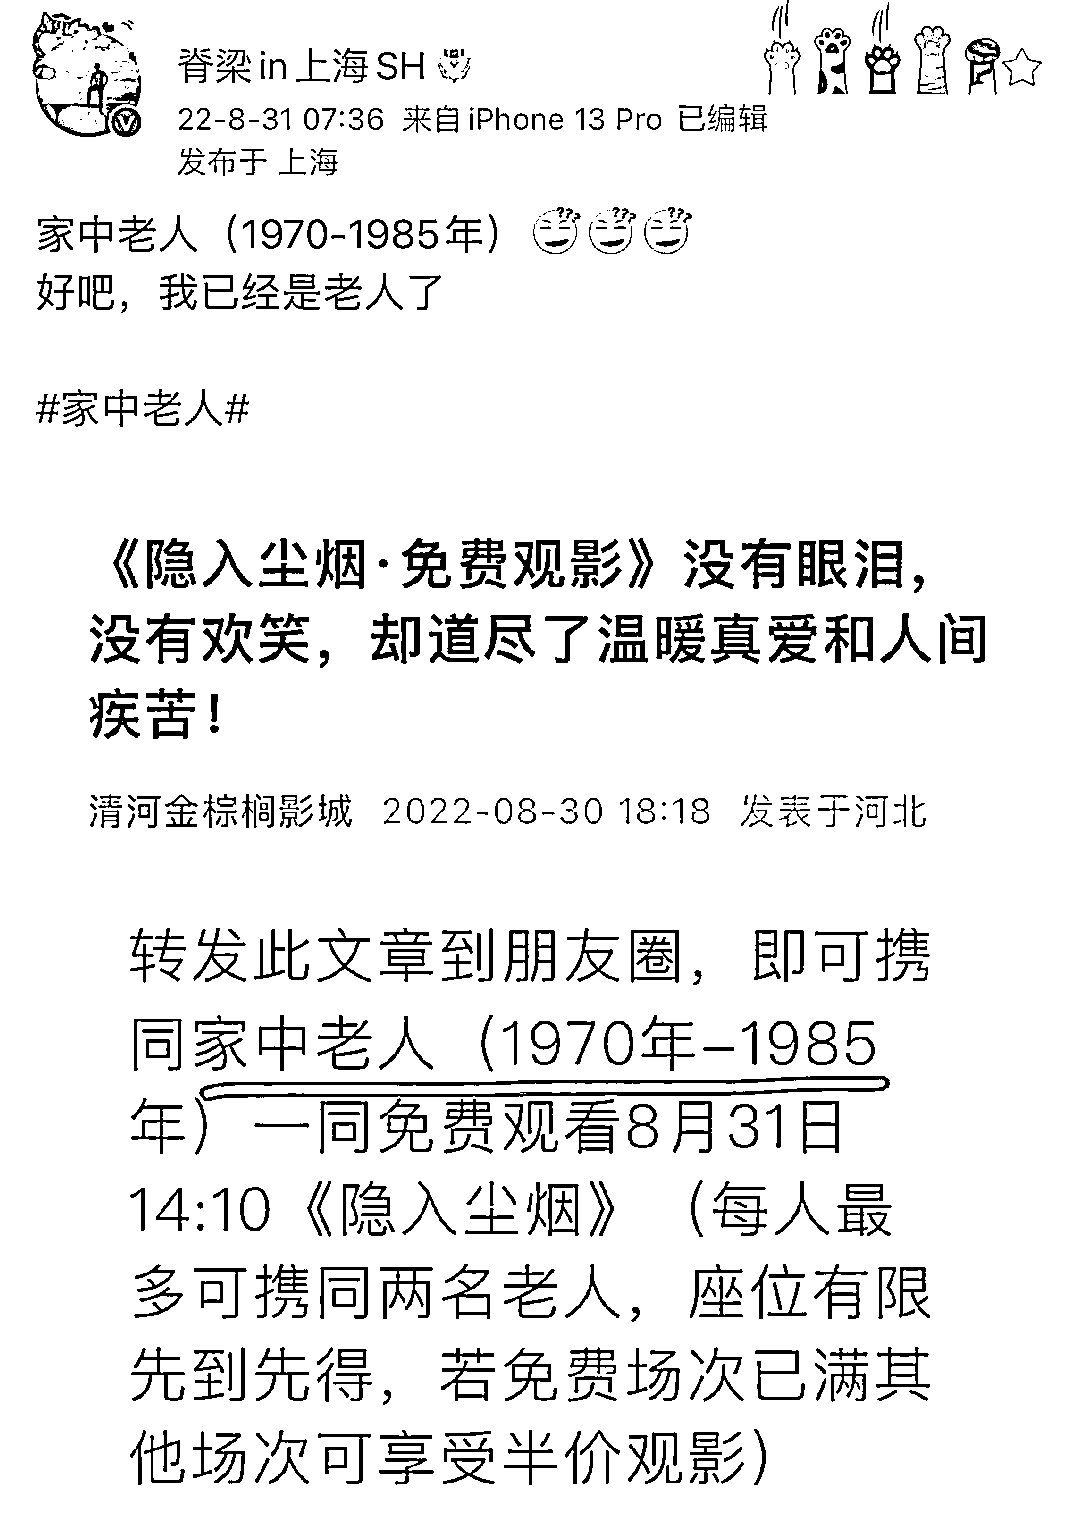 脊梁in上海SH
22-8-31 07:36 来自iPhone 13 Pro 已编辑
发布于 上海
家中老人（1970-1985年）
好吧，我已经是老人了
#家中老人#
《隐入尘烟·免费观影》没有眼泪，
没有欢笑，却道尽了温暖真爱和人间
疾苦！
清河金棕榈影城 2022-08-30 18:18 发表于河北
转发此文章到朋友圈，即可携
同家中老人（1970年–1985
年）一同免费观看8月31日
14:10《隐入尘烟》（每人最
多可携同两名老人，座位有限
先到先得，若免费场次已满其
他场次可享受半价观影）